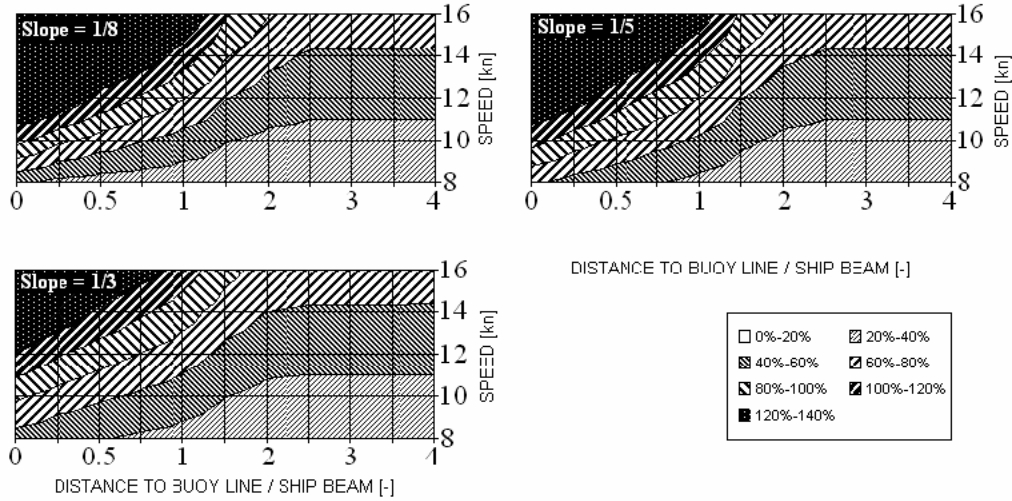 Slope = 1/8
16
14
12
10
8
SPEED [kn]
0 0.5 1 2 3 4
Slope = 1/5
16
14
12
10
8
SPEED [kn]
0 0.5 1 2 3 4
DISTANCE TO BUOY LINE / SHIP BEAM [-]
Slope = 1/3
16
14
12
10
8
SPEED [kn]
0 0.5 1 2 3 4
DISTANCE TO BUOY LINE / SHIP BEAM [-]
0%-20% 20%-40%
40%-60% 60%-80%
80%-100% 100%-120%
120%-140%